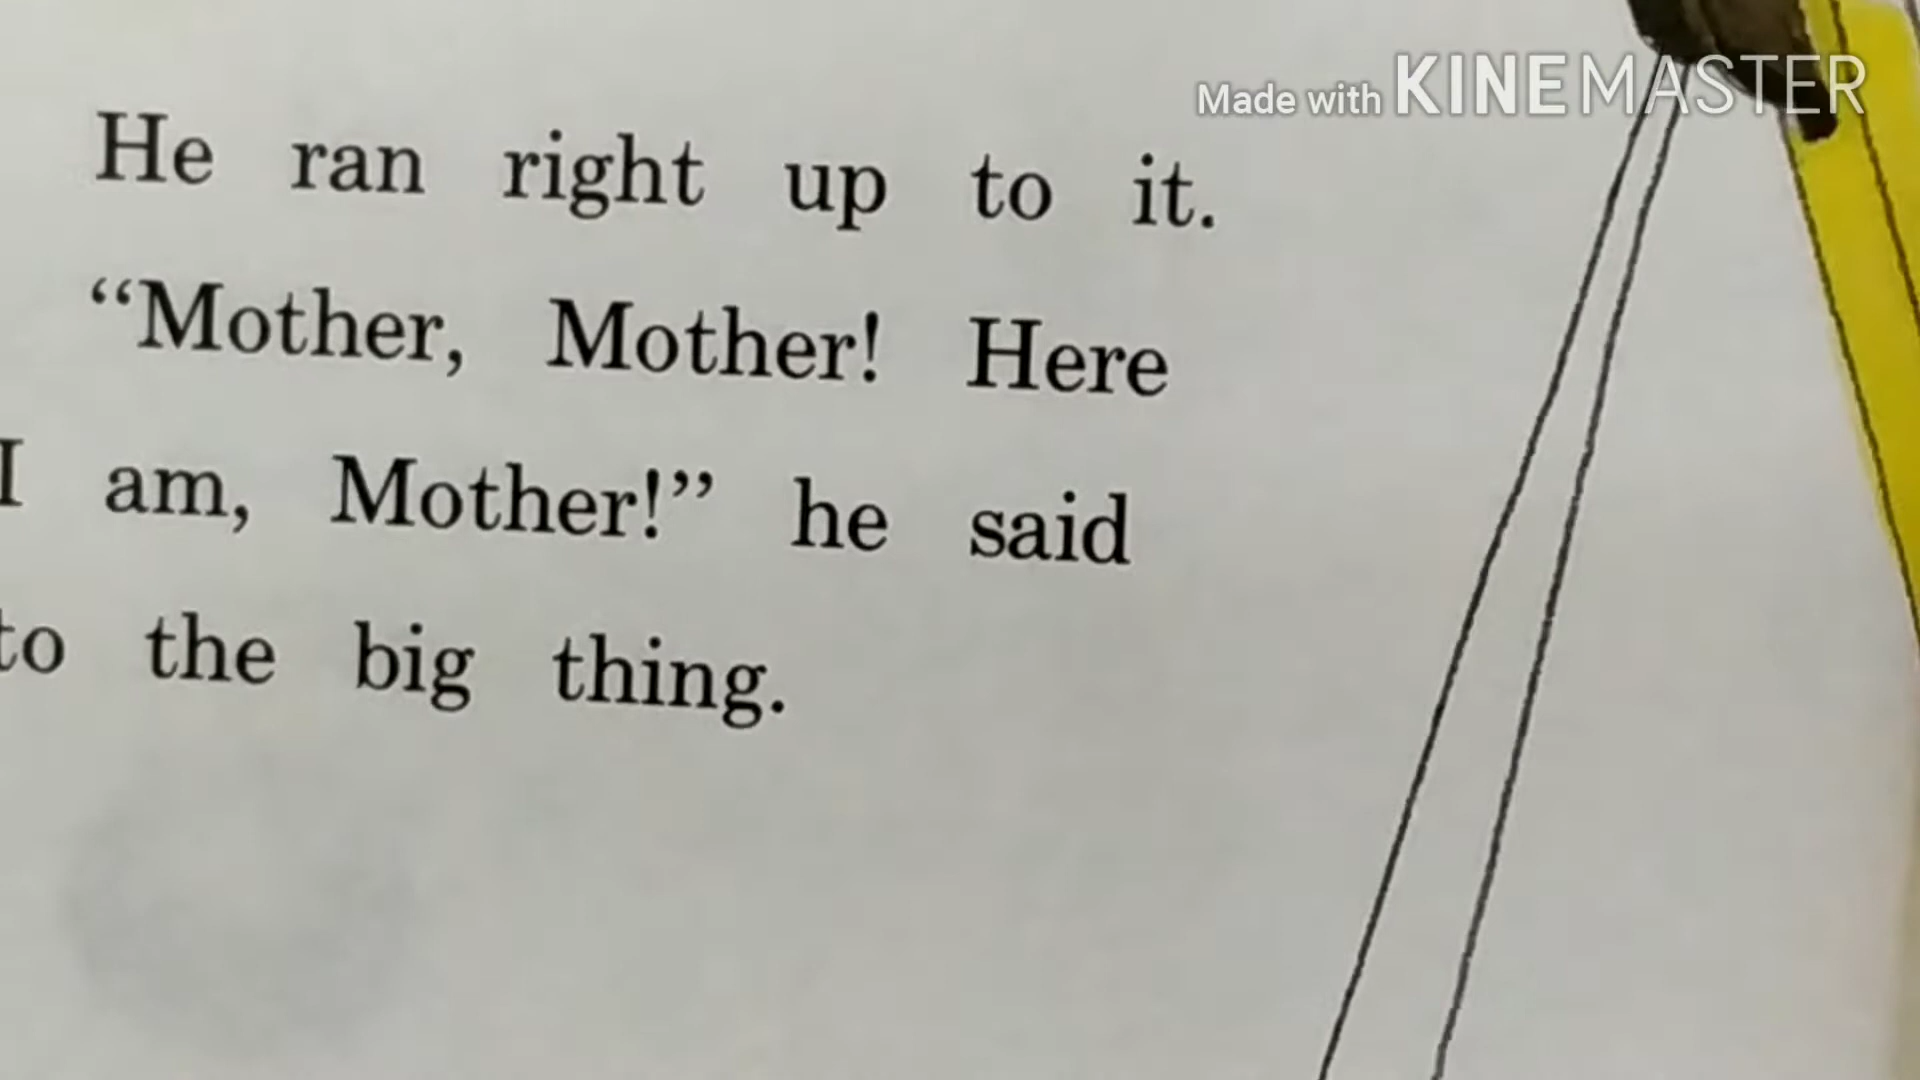 Made with KINEMASTER
He ran right up to it.
“Mother, Mother! Here
I am, Mother!” he said
to the big thing.